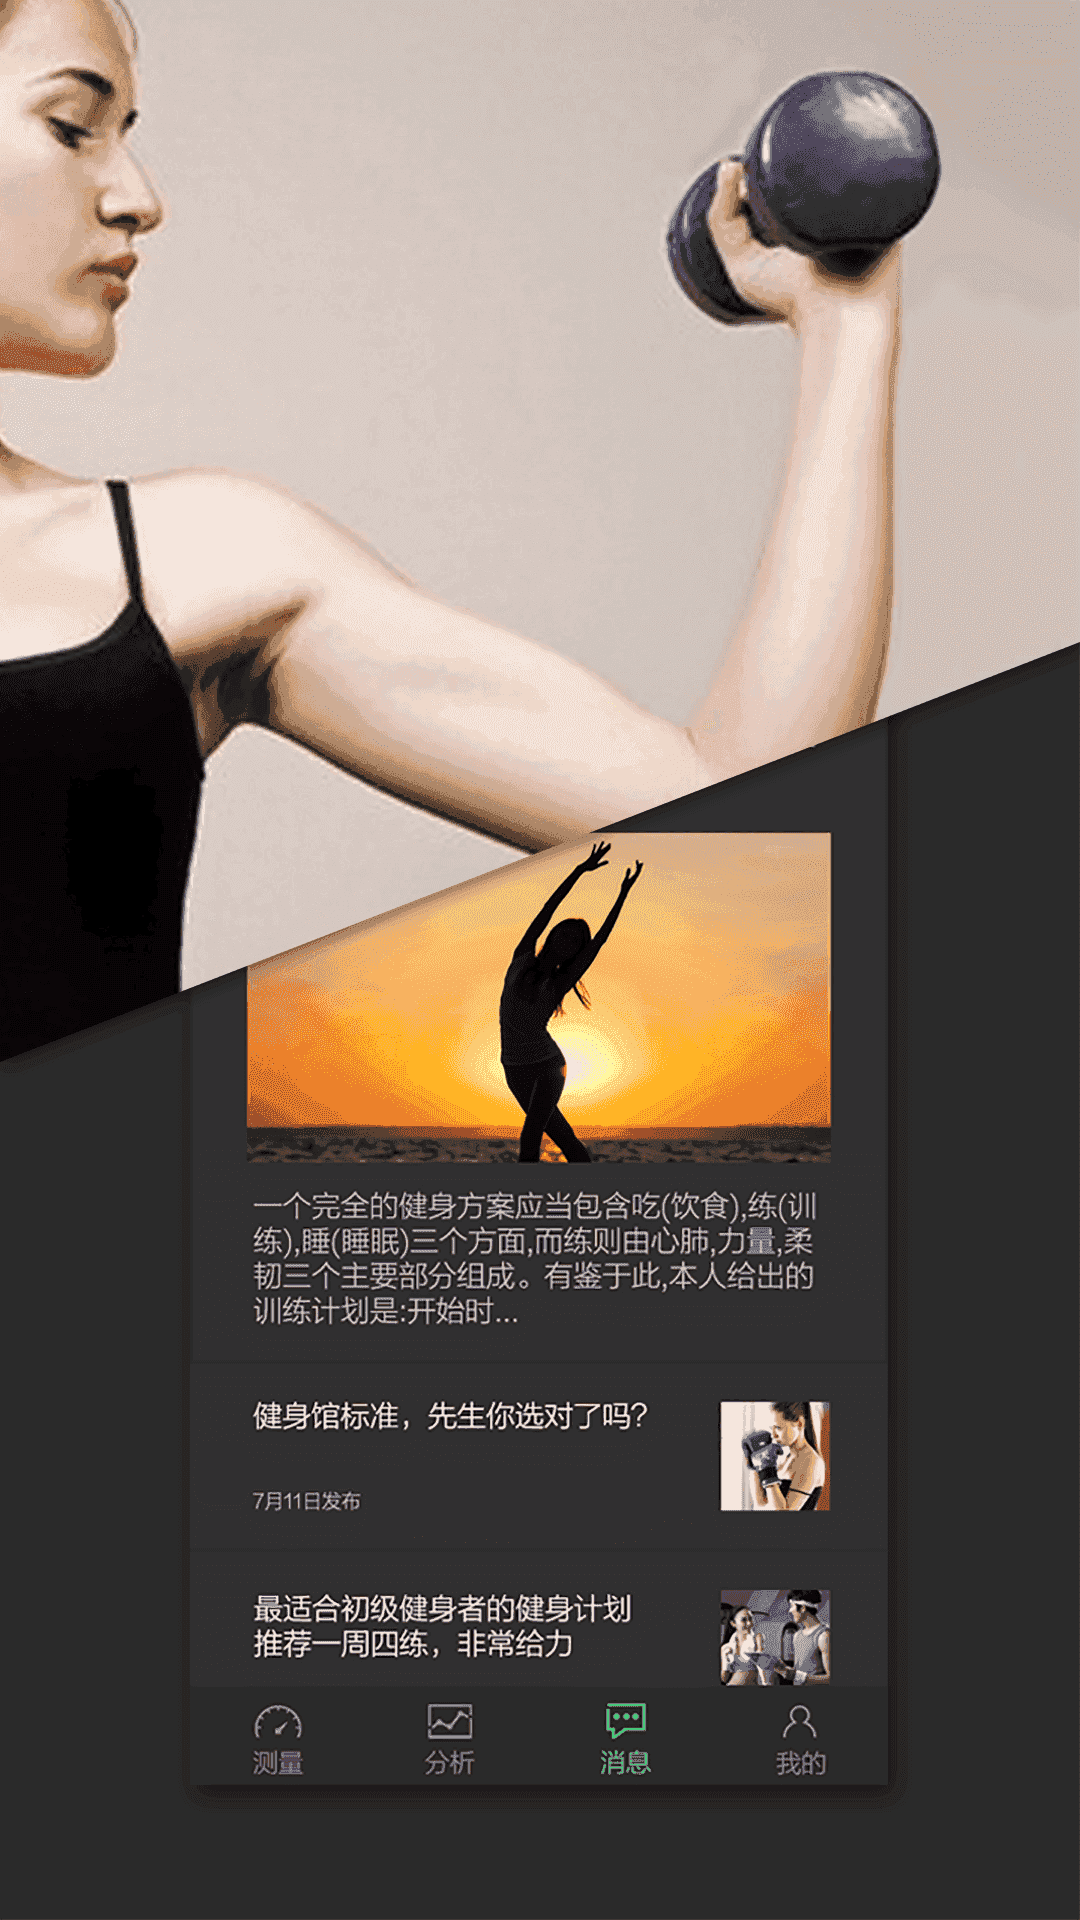 一个完全的健身方案应当包含吃(饮食),练(训
练),睡(睡眠)三个方面,而练则由心肺,力量,柔
韧三个主要部分组成。有鉴于此,本人给出的
训练计划是:开始时...
健身馆标准，先生你选对了吗?
7月11日发布
最适合初级健身者的健身计划
推荐一周四练，非常给力
测量
分析
消息
我的